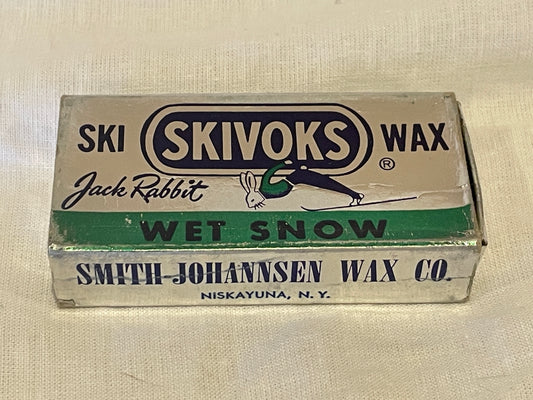 SKI SKIVOKS WAX
®
Jack Rabbit
WET SNOW
SMITH-JOHANNSEN WAX CO.
NISKAYUNA, N. Y.